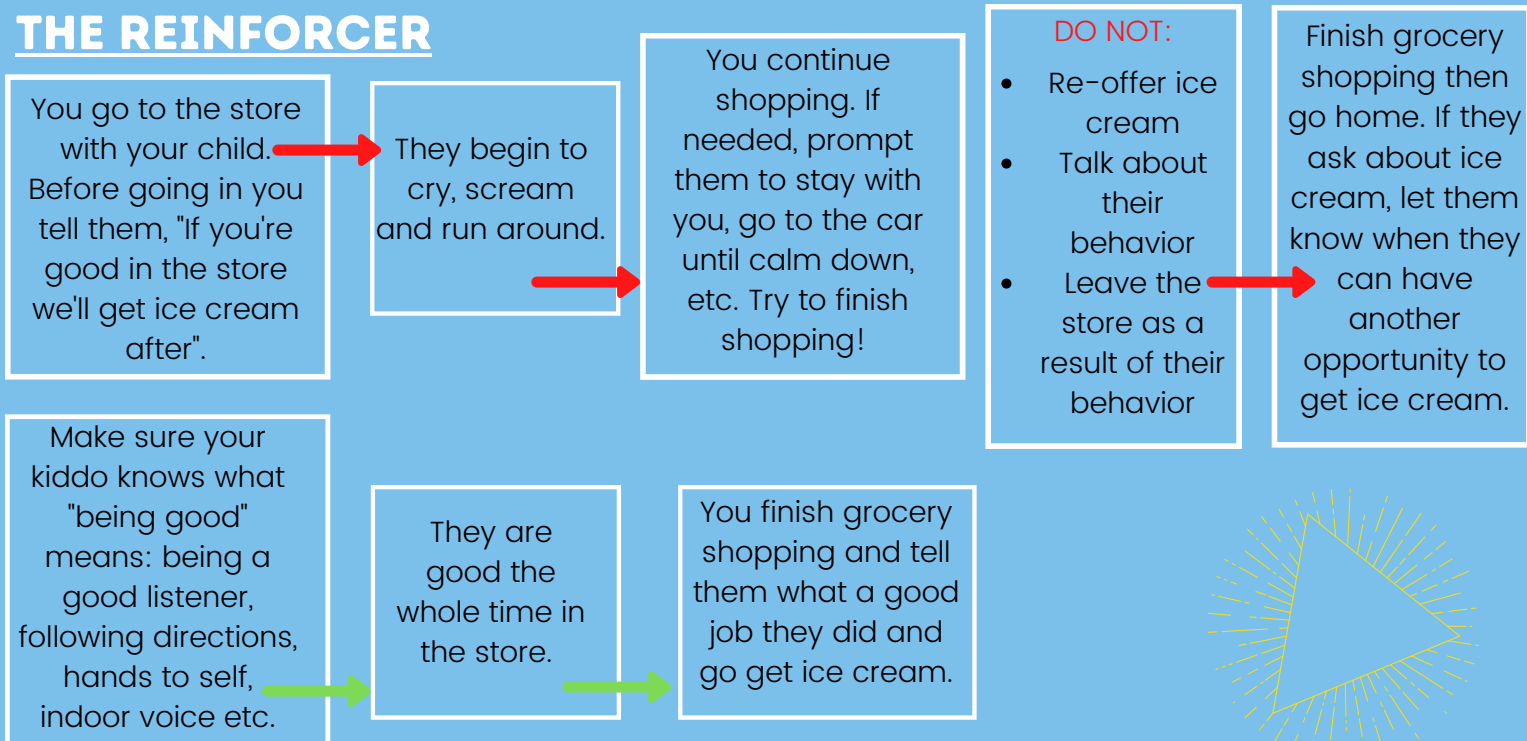 THE REINFORCER
You go to the store
with your child.
Before going in you
tell them, "If you're
good in the store
we'll get ice cream
after".
They begin to
cry, scream
and run around.
You continue
shopping. If
needed, prompt
them to stay with
you, go to the car
until calm down,
etc. Try to finish
shopping!
DO NOT:
• Re-offer ice
cream
• Talk about
their
behavior
• Leave the
store as a
result of their
behavior
Finish grocery
shopping then
go home. If they
ask about ice
cream, let them
know when they
can have
another
opportunity to
get ice cream.
Make sure your
kiddo knows what
"being good"
means: being a
good listener,
following directions,
hands to self,
indoor voice etc.
They are
good the
whole time in
the store.
You finish grocery
shopping and tell
them what a good
job they did and
go get ice cream.